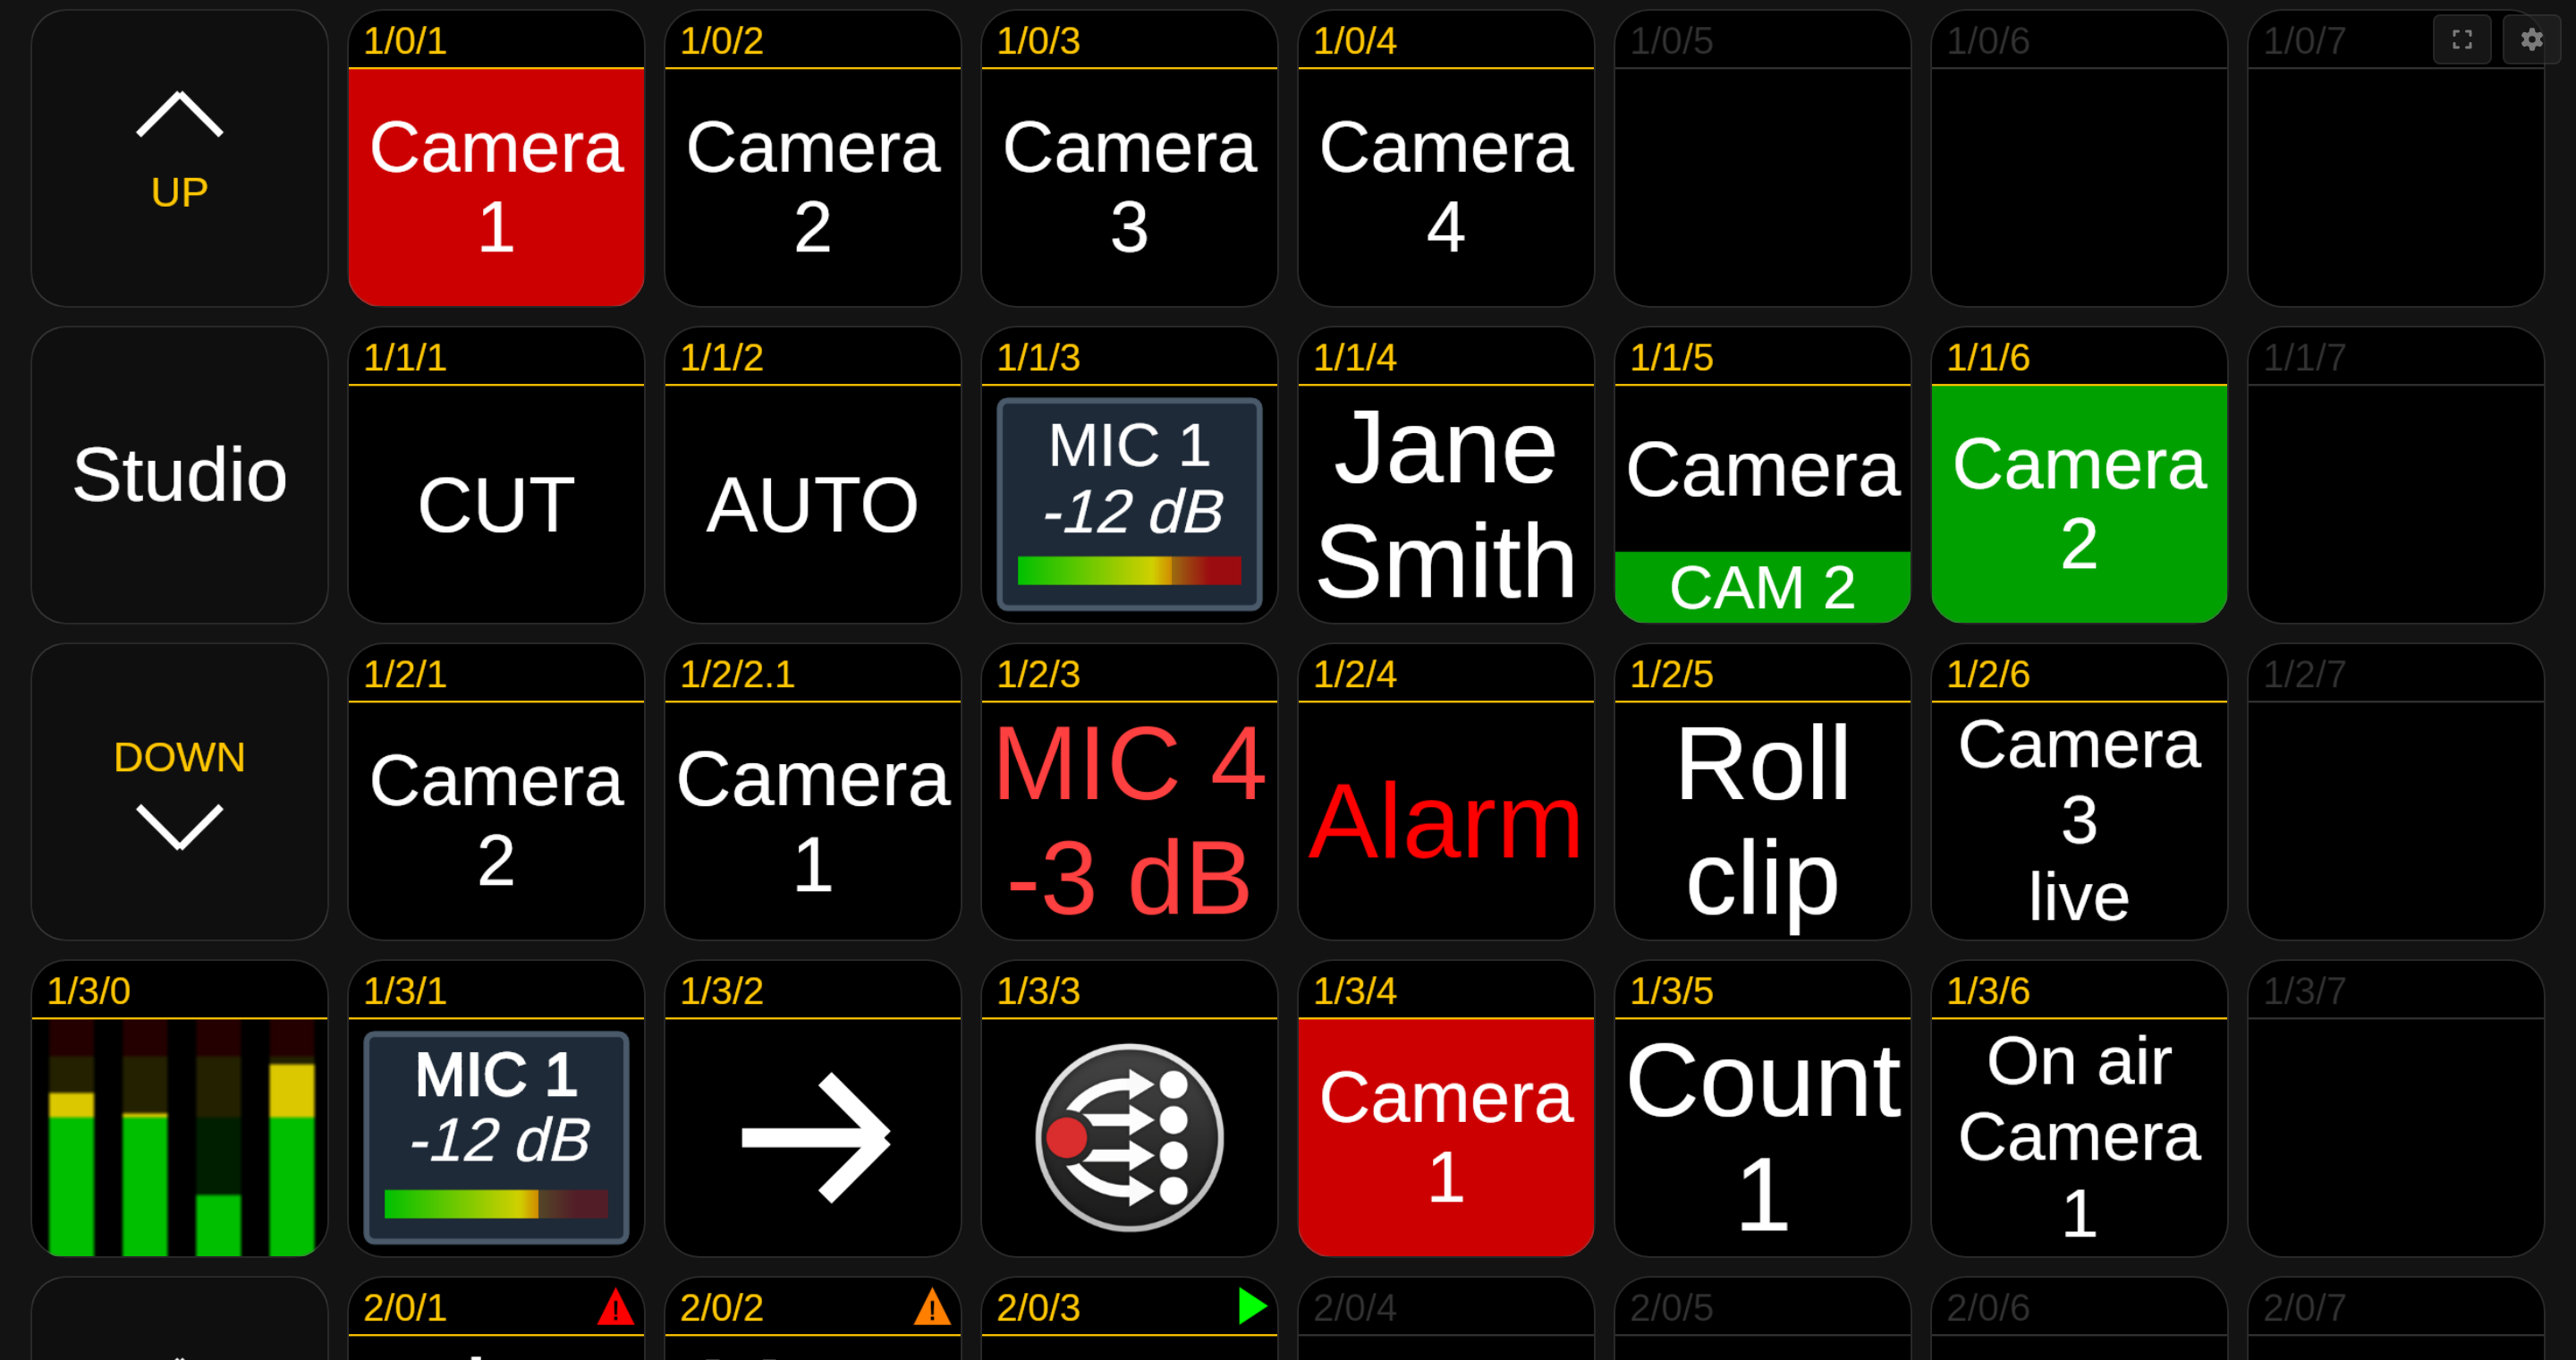 1/0/1
1/0/2
1/0/3
1/0/4
1/0/5
1/0/6
1/0/7
UP
Camera
1
Camera
2
Camera
3
Camera
4
1/1/1
1/1/2
1/1/3
1/1/4
1/1/5
1/1/6
1/1/7
Studio
CUT
AUTO
MIC 1
-12 dB
Jane
Smith
Camera
CAM 2
Camera
2
1/2/1
1/2/2.1
1/2/3
1/2/4
1/2/5
1/2/6
1/2/7
DOWN
Camera
2
Camera
1
MIC 4
-3 dB
Alarm
Roll
clip
Camera
3
live
1/3/0
1/3/1
1/3/2
1/3/3
1/3/4
1/3/5
1/3/6
1/3/7
MIC 1
-12 dB
Camera
1
Count
1
On air
Camera
1
2/0/1
2/0/2
2/0/3
2/0/4
2/0/5
2/0/6
2/0/7